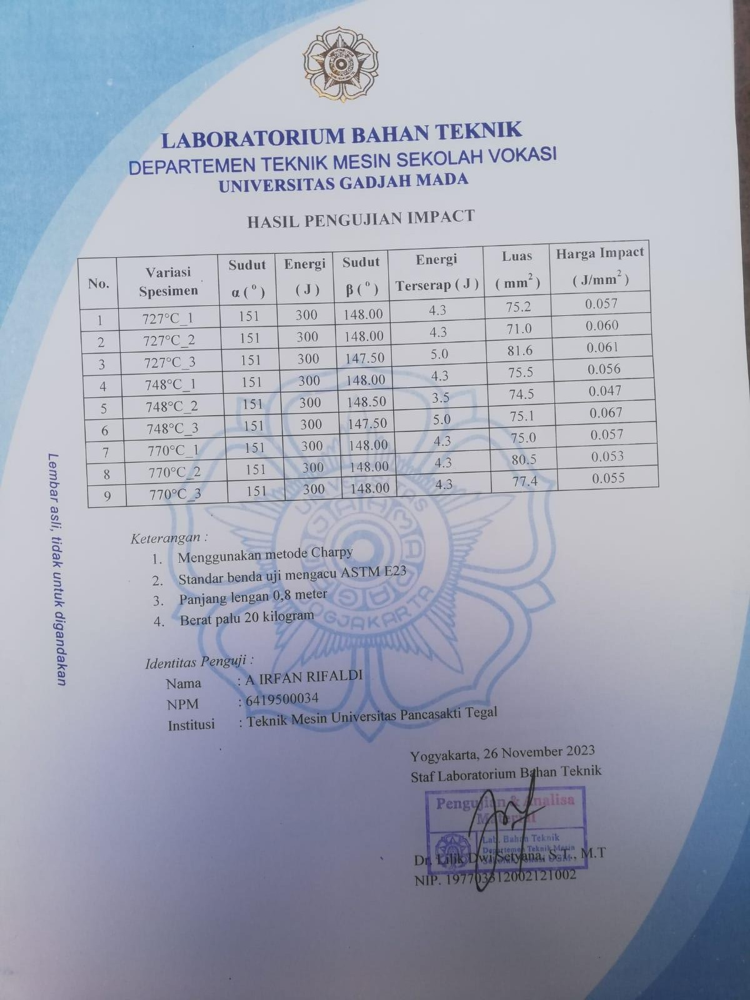 LABORATORIUM BAHAN TEKNIK
DEPARTEMEN TEKNIK MESIN SEKOLAH VOKASI
UNIVERSITAS GADJAH MADA
HASIL PENGUJIAN IMPACT
No. Variasi Spesimen Sudut α ( ° ) Energi ( J ) Sudut β ( ° ) Energi Terserap ( J ) Luas ( mm² ) Harga Impact ( J/mm² )
1 727°C_1 151 300 148.00 4.3 75.2 0.057
2 727°C_2 151 300 148.00 4.3 71.0 0.060
3 727°C_3 151 300 147.50 5.0 81.6 0.061
4 748°C_1 151 300 148.00 4.3 75.5 0.056
5 748°C_2 151 300 148.50 3.5 74.5 0.047
6 748°C_3 151 300 147.50 5.0 75.1 0.067
7 770°C_1 151 300 148.00 4.3 75.0 0.057
8 770°C_2 151 300 148.00 4.3 80.5 0.053
9 770°C_3 151 300 148.00 4.3 77.4 0.055
Keterangan :
1. Menggunakan metode Charpy
2. Standar benda uji mengacu ASTM E23
3. Panjang lengan 0,8 meter
4. Berat palu 20 kilogram
Identitas Penguji :
Nama : A IRFAN RIFALDI
NPM : 6419500034
Institusi : Teknik Mesin Universitas Pancasakti Tegal
Yogyakarta, 26 November 2023
Staf Laboratorium Bahan Teknik
Pengujian & Analisa
Material
Lab. Bahan Teknik
Departemen Teknik Mesin
Dr. Lilik Dwi Setyana, S.T., M.T
NIP. 197703312002121002
Lembar asli, tidak untuk digandakan
UNIVERSITAS
GADJAH MADA
YOGJAKARTA